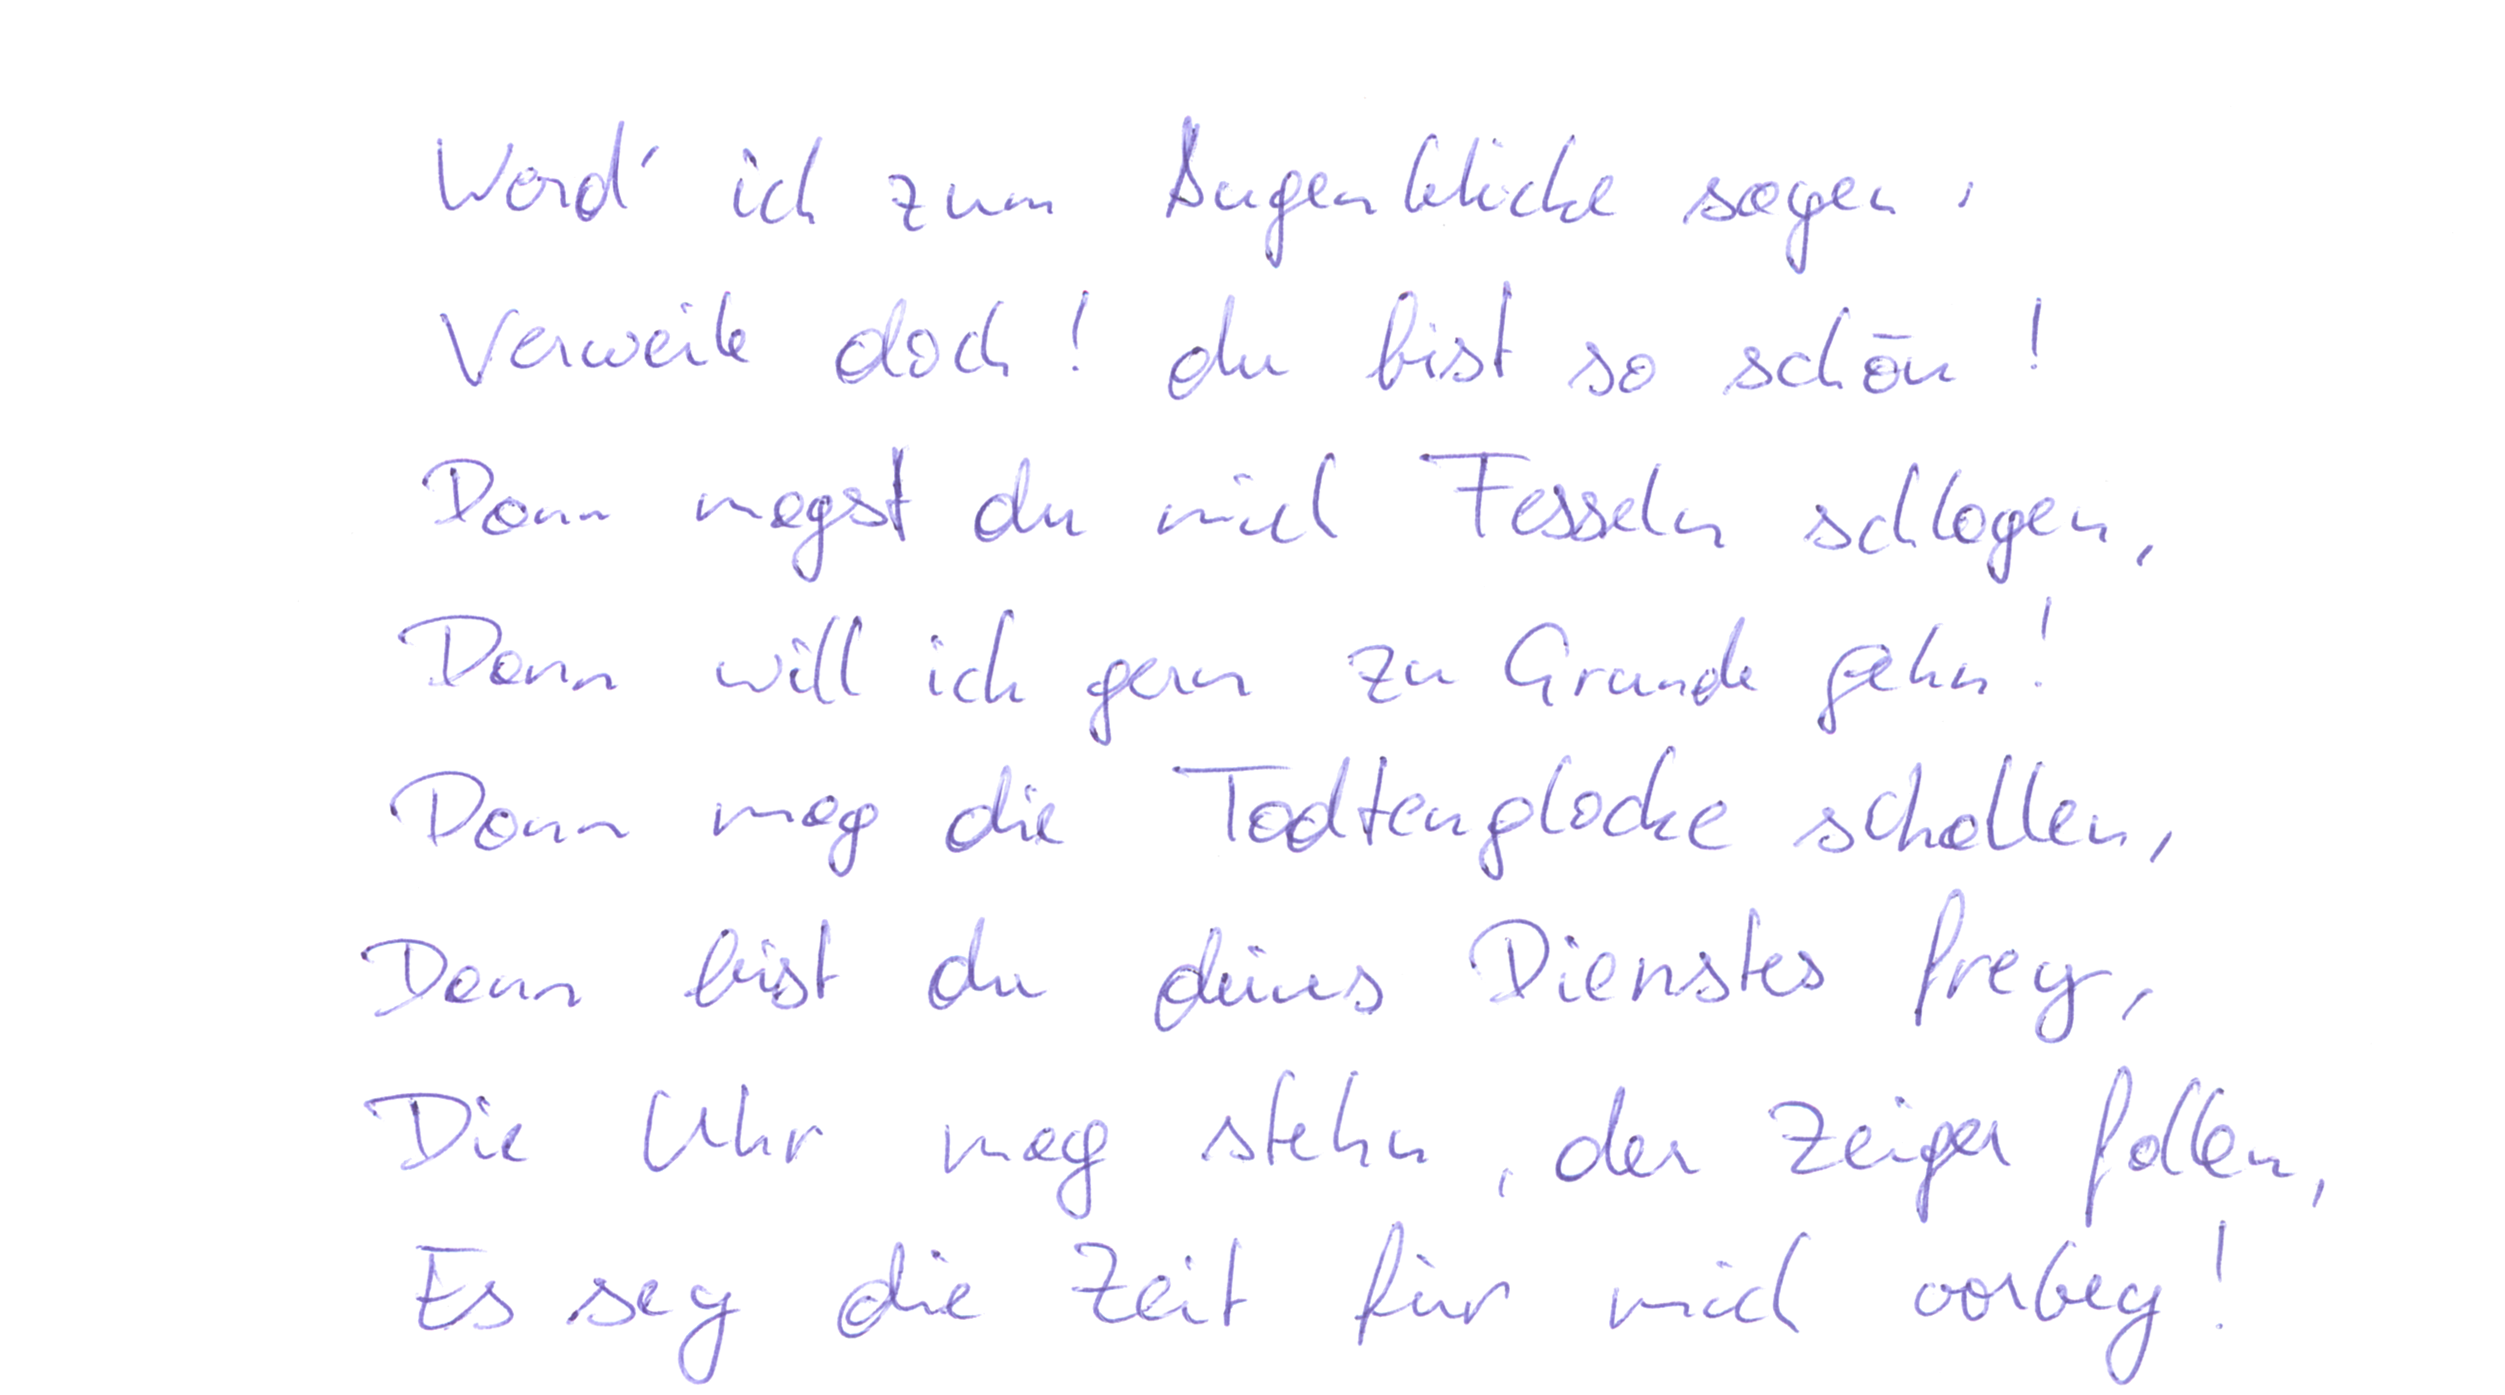 Werd' ich zum Augenblicke sagen:
Verweile doch! du bist so schön!
Dann magst du mich Fesseln schlagen,
Dann will ich gern zu Grunde gehn!
Dann mag die Todtenglocke schallen,
Dann bist du deines Dienstes frey,
Die Uhr mag stehn, der Zeiger fallen,
Es sey die Zeit für mich vorbey!